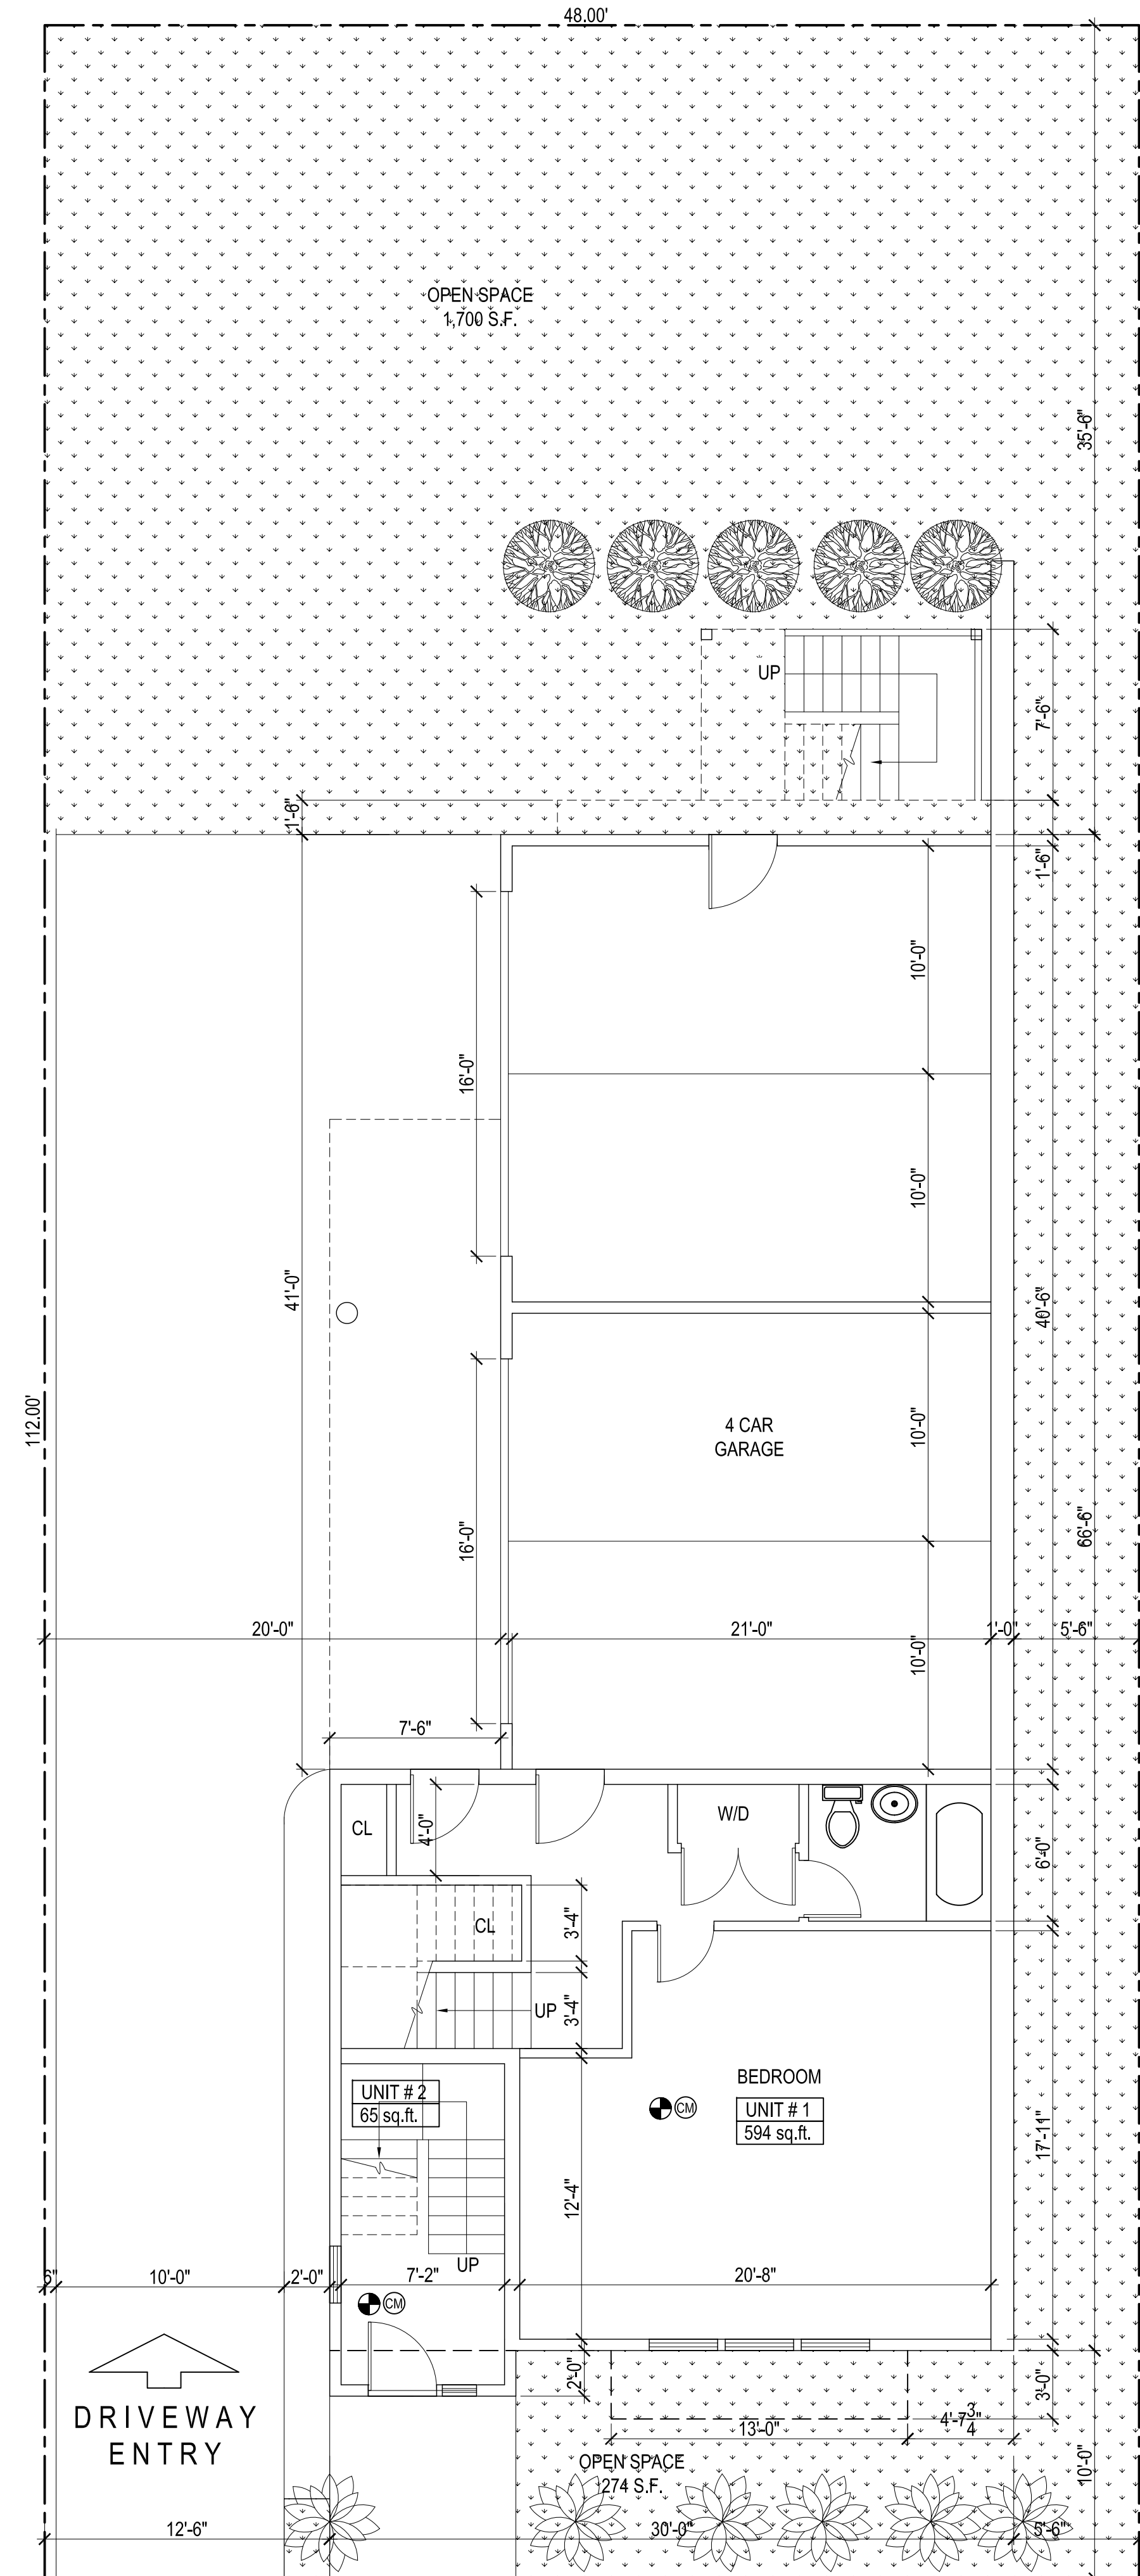 48.00'
OPEN SPACE
1,700 S.F.
35'-6"
UP
7'-6"
1'-6"
1'-6"
10'-0"
16'-0"
10'-0"
41'-0"
40'-6"
112.00'
4 CAR
GARAGE
10'-0"
16'-0"
66'-6"
20'-0"
21'-0"
1'-0"
5'-6"
10'-0"
7'-6"
CL
4'-0"
W/D
6'-0"
CL
3'-4"
UP
3'-4"
BEDROOM
UNIT # 2
65 sq.ft.
CM
UNIT # 1
594 sq.ft.
17'-11"
12'-4"
UP
6"
10'-0"
2'-0"
7'-2"
20'-8"
CM
2'-0"
3'-0"
DRIVEWAY
ENTRY
13'-0"
4'-7 3/4"
OPEN SPACE
274 S.F.
10'-0"
12'-6"
30'-0"
5'-6"